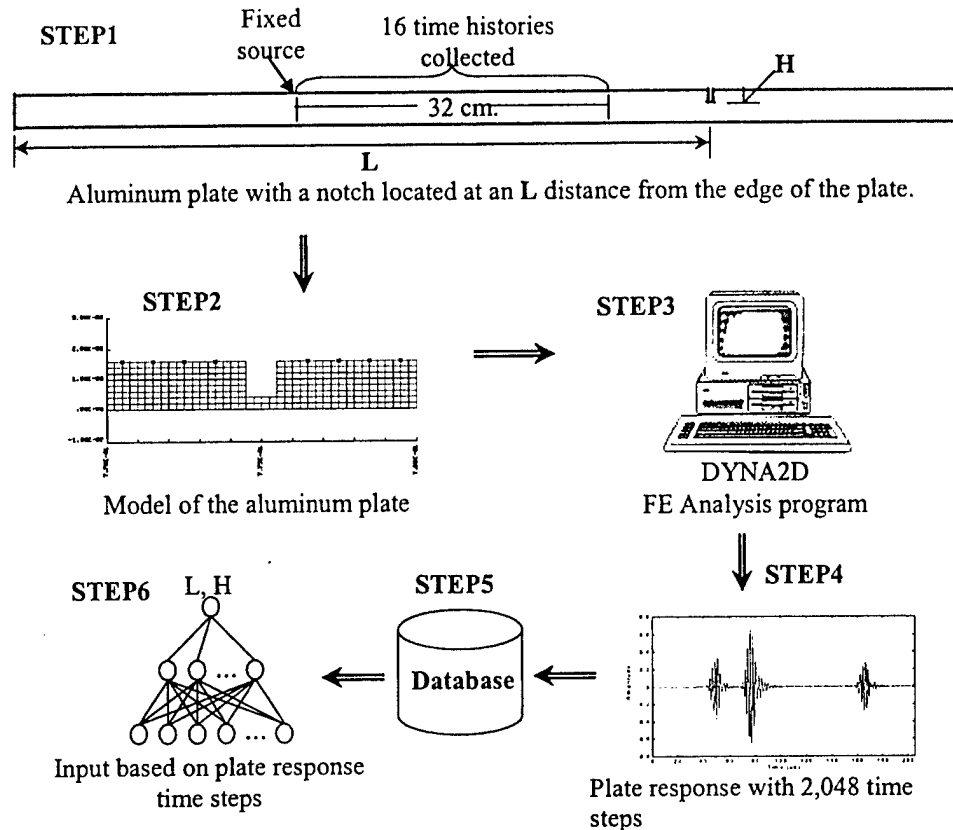 STEP1
Fixed
source
16 time histories
collected
H
32 cm.
L
Aluminum plate with a notch located at an L distance from the edge of the plate.
STEP2
Model of the aluminum plate
STEP3
DYNA2D
FE Analysis program
STEP4
Plate response with 2,048 time
steps
STEP5
Database
STEP6
L, H
...
...
Input based on plate response
time steps